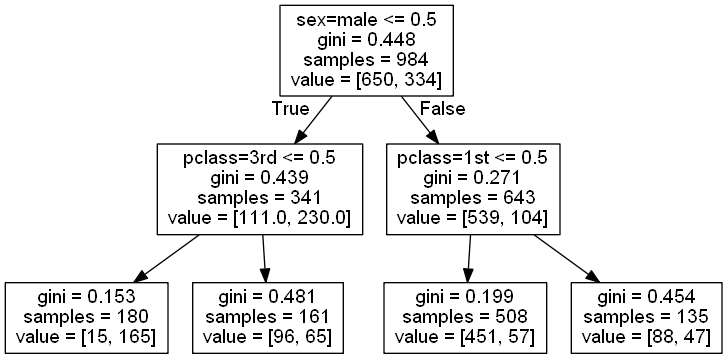 sex=male <= 0.5
gini = 0.448
samples = 984
value = [650, 334]
True
False
pclass=3rd <= 0.5
gini = 0.439
samples = 341
value = [111.0, 230.0]
pclass=1st <= 0.5
gini = 0.271
samples = 643
value = [539, 104]
gini = 0.153
samples = 180
value = [15, 165]
gini = 0.481
samples = 161
value = [96, 65]
gini = 0.199
samples = 508
value = [451, 57]
gini = 0.454
samples = 135
value = [88, 47]